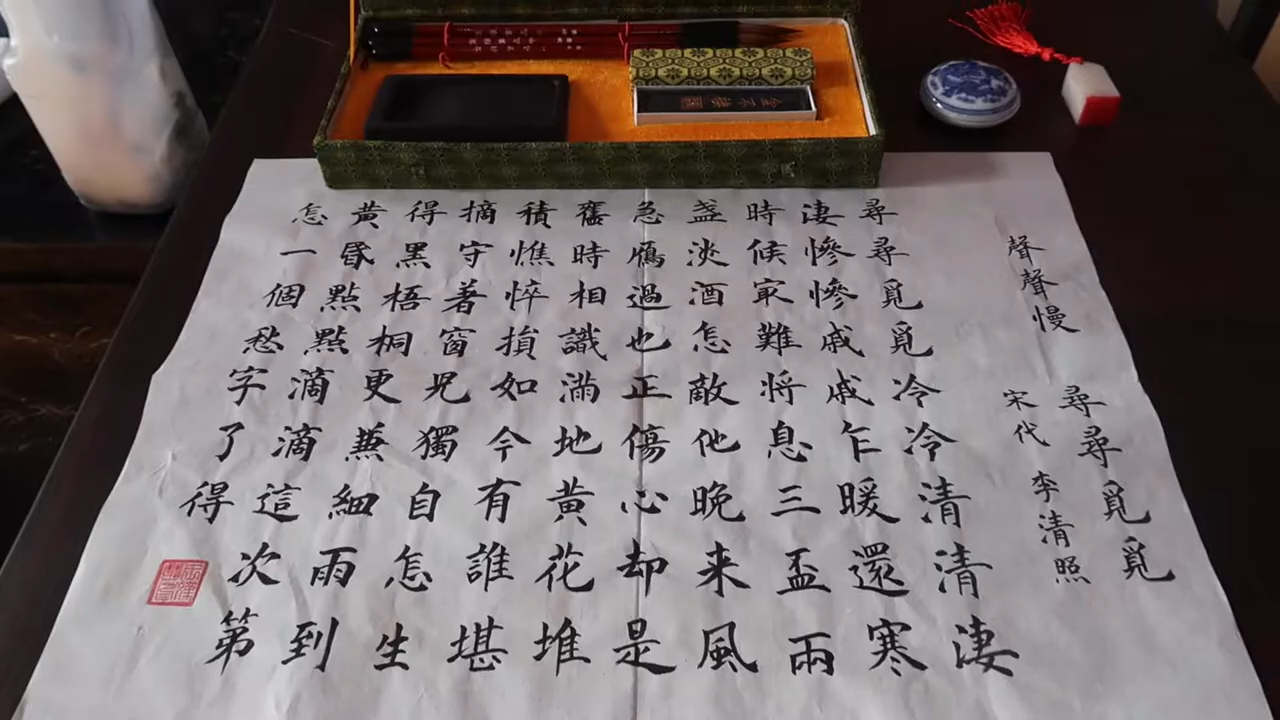 聲聲慢 尋尋覓覓
宋代 李清照
尋尋覓覓冷冷清清淒
淒慘慘戚戚乍暖還寒
時候冣難将息三盃兩
盞淡酒怎敵他晚来風
急鴈過也正傷心却是
舊時相識滿地黃花堆
積憔悴損如今有誰堪
摘守著窗兒獨自怎生
得黑梧桐更兼細雨到
黃昏點點滴滴這次第
怎一個愁字了得
金不換